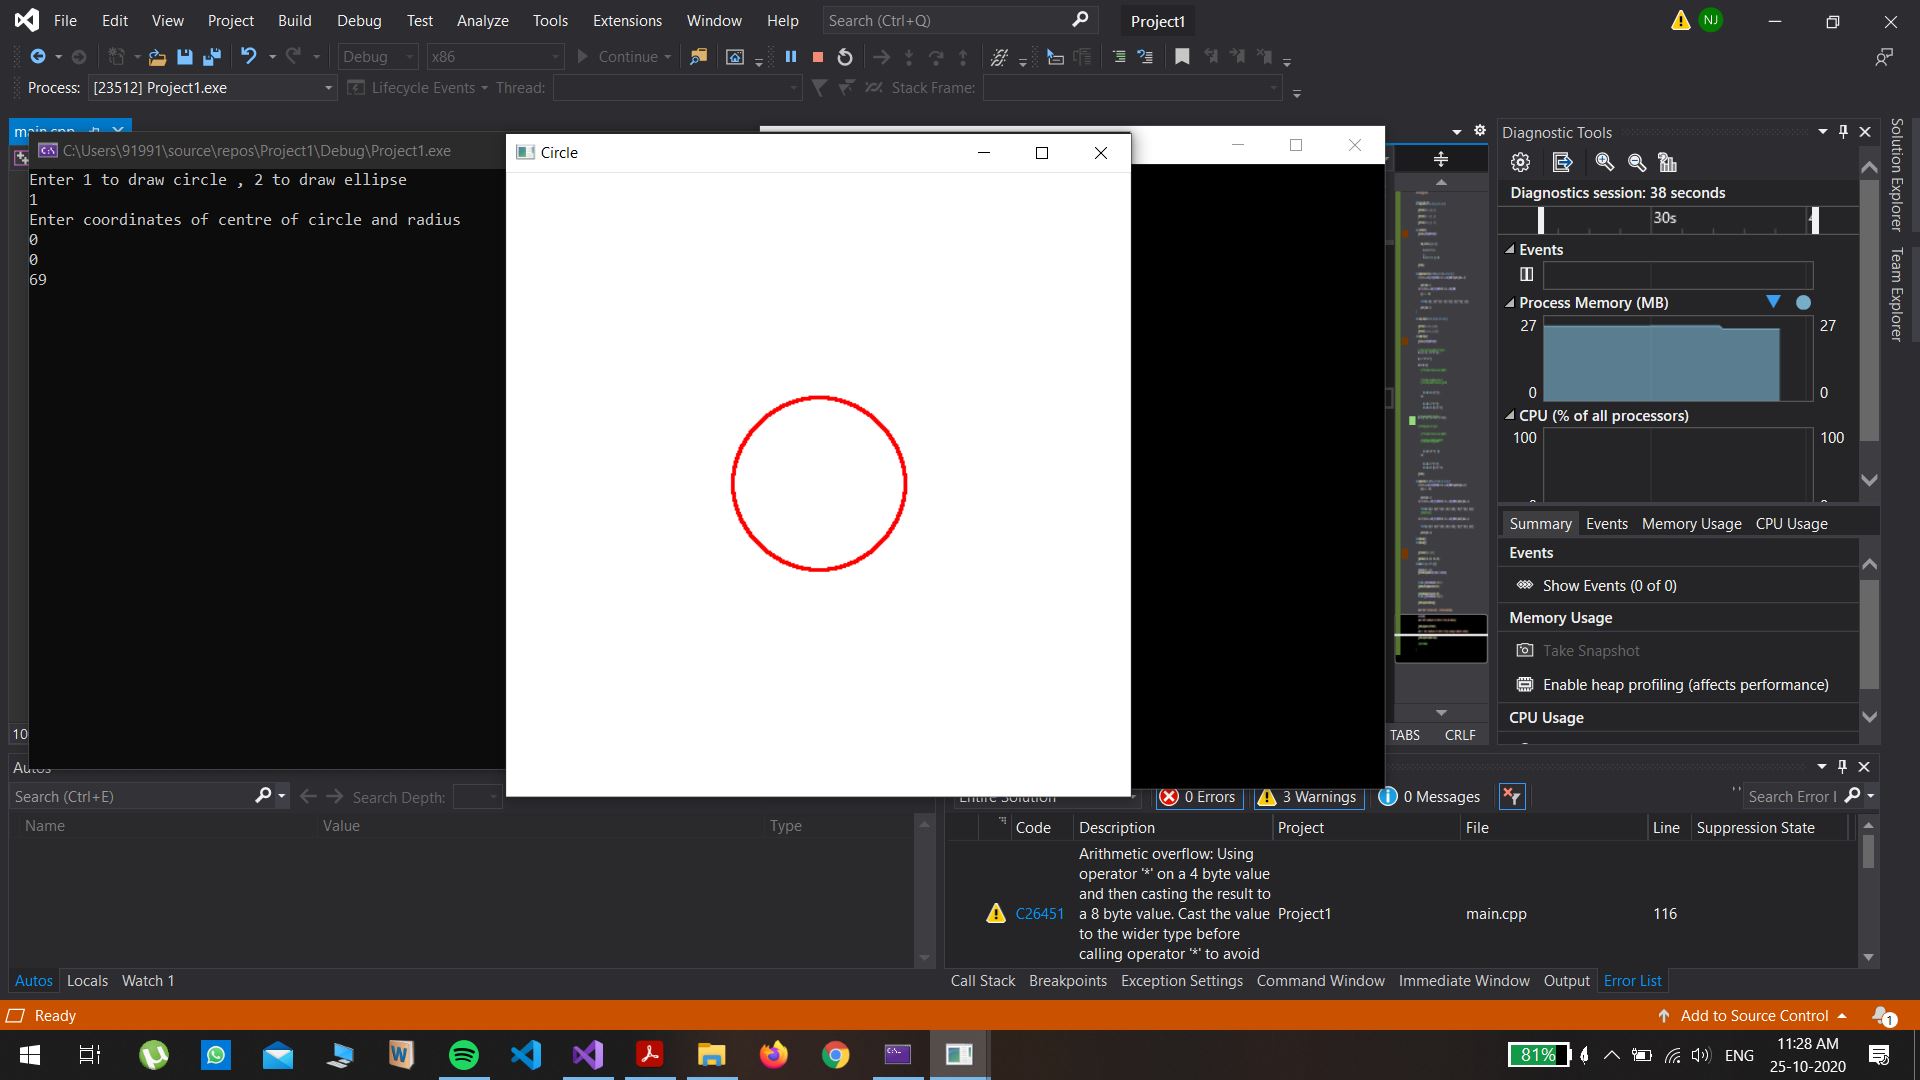 File Edit View Project Build Debug Test Analyze Tools Extensions Window Help Search (Ctrl+Q) Project1 NJ
Debug x86 Continue
Process: [23512] Project1.exe Lifecycle Events Thread: Stack Frame:
main.cpp
C:\Users\91991\source\repos\Project1\Debug\Project1.exe
Enter 1 to draw circle , 2 to draw ellipse
1
Enter coordinates of centre of circle and radius
0
0
69
Circle
TABS CRLF
Diagnostic Tools
Diagnostics session: 38 seconds
30s
Events
Process Memory (MB)
27 27
0 0
CPU (% of all processors)
100 100
Summary Events Memory Usage CPU Usage
Events
Show Events (0 of 0)
Memory Usage
Take Snapshot
Enable heap profiling (affects performance)
CPU Usage
Solution Explorer
Team Explorer
10
Autos
Search (Ctrl+E) Search Depth:
Name Value Type
Autos Locals Watch 1
Entire Solution 0 Errors 3 Warnings 0 Messages Search Error
Code Description Project File Line Suppression State
Arithmetic overflow: Using
operator '*' on a 4 byte value
and then casting the result to
C26451 a 8 byte value. Cast the value Project1 main.cpp 116
to the wider type before
calling operator '*' to avoid
Call Stack Breakpoints Exception Settings Command Window Immediate Window Output Error List
Ready Add to Source Control 1
81% ENG 11:28 AM
25-10-2020